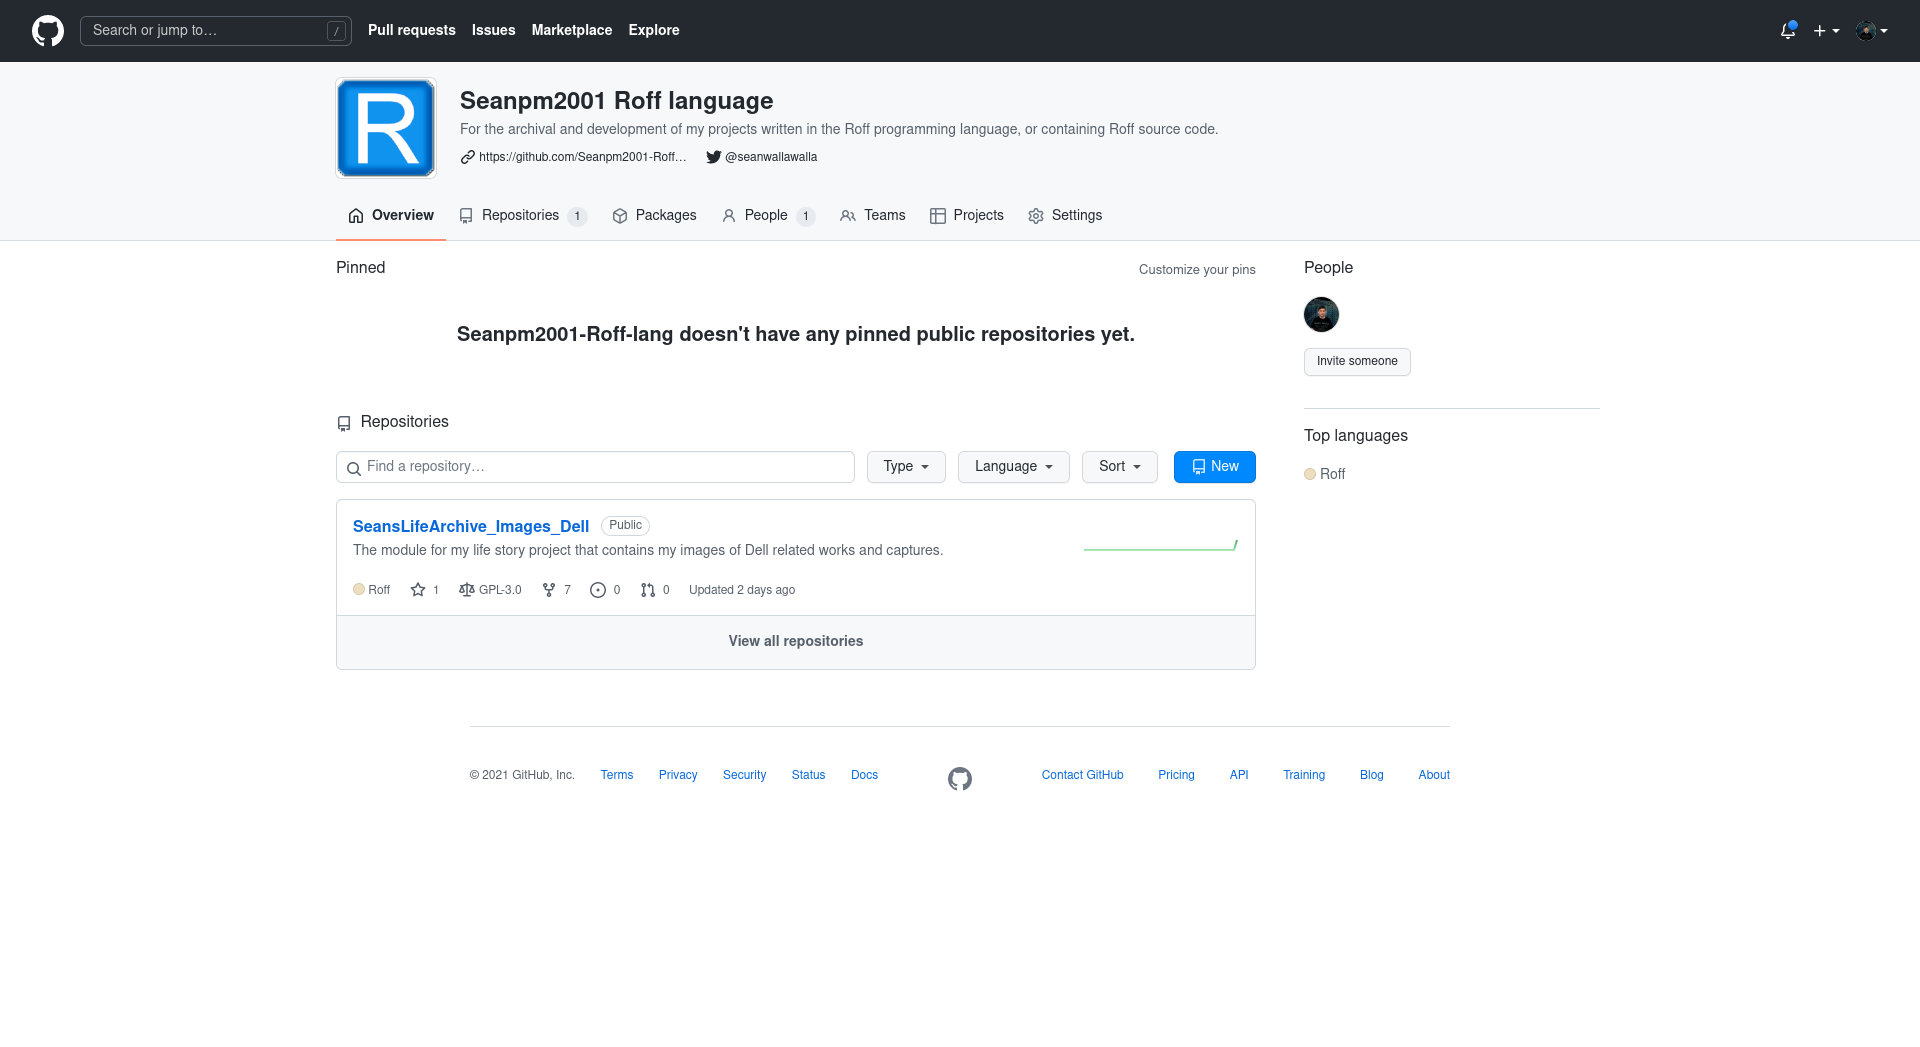 Search or jump to… /
Pull requests Issues Marketplace Explore
R
Seanpm2001 Roff language
For the archival and development of my projects written in the Roff programming language, or containing Roff source code.
https://github.com/Seanpm2001-Roff… @seanwallawalla
Overview Repositories 1 Packages People 1 Teams Projects Settings
Pinned
Customize your pins
Seanpm2001-Roff-lang doesn't have any pinned public repositories yet.
Repositories
Find a repository…
Type Language Sort New
SeansLifeArchive_Images_Dell Public
The module for my life story project that contains my images of Dell related works and captures.
Roff 1 GPL-3.0 7 0 0 Updated 2 days ago
View all repositories
People
Invite someone
Top languages
Roff
© 2021 GitHub, Inc. Terms Privacy Security Status Docs Contact GitHub Pricing API Training Blog About